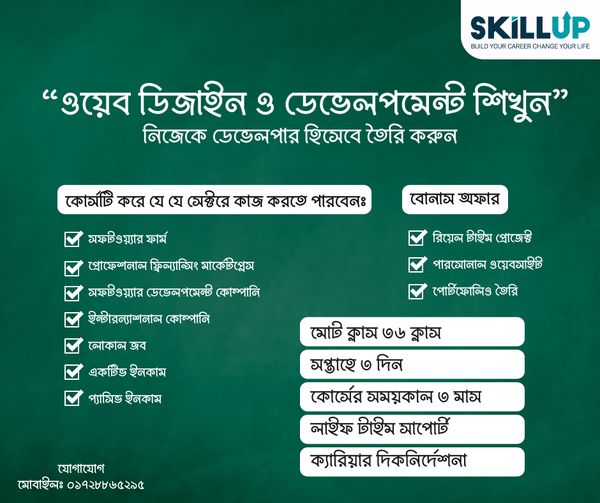 SKILLUP
BUILD YOUR CAREER CHANGE YOUR LIFE
“ওয়েব ডিজাইন ও ডেভেলপমেন্ট শিখুন”
নিজেকে ডেভেলপার হিসেবে তৈরি করুন
কোর্সটি করে যে যে সেক্টরে কাজ করতে পারবেনঃ
সফটওয়্যার ফার্ম
প্রোফেশনাল ফ্রিল্যান্সিং মার্কেটপ্লেস
সফটওয়্যার ডেভেলপমেন্ট কোম্পানি
ইন্টারন্যাশনাল কোম্পানি
লোকাল জব
একটিভ ইনকাম
প্যাসিভ ইনকাম
বোনাস অফার
রিয়েল টাইম প্রোজেক্ট
পারসোনাল ওয়েবসাইট
পোর্টফোলিও তৈরি
মোট ক্লাস ৩৬ ক্লাস
সপ্তাহে ৩ দিন
কোর্সের সময়কাল ৩ মাস
লাইফ টাইম সাপোর্ট
ক্যারিয়ার দিকনির্দেশনা
যোগাযোগ
মোবাইলঃ ০১৭২৮৮৬৫২৯৫